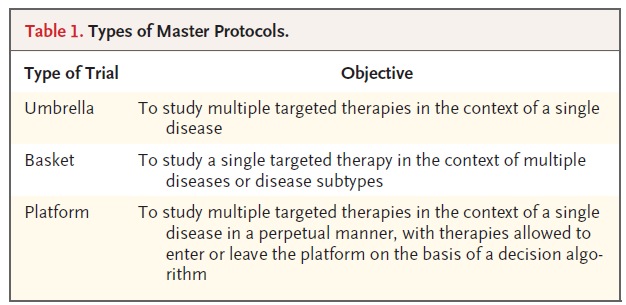 Table 1. Types of Master Protocols.
Type of Trial Objective
Umbrella To study multiple targeted therapies in the context of a single
disease
Basket To study a single targeted therapy in the context of multiple
diseases or disease subtypes
Platform To study multiple targeted therapies in the context of a single
disease in a perpetual manner, with therapies allowed to
enter or leave the platform on the basis of a decision algo-
rithm